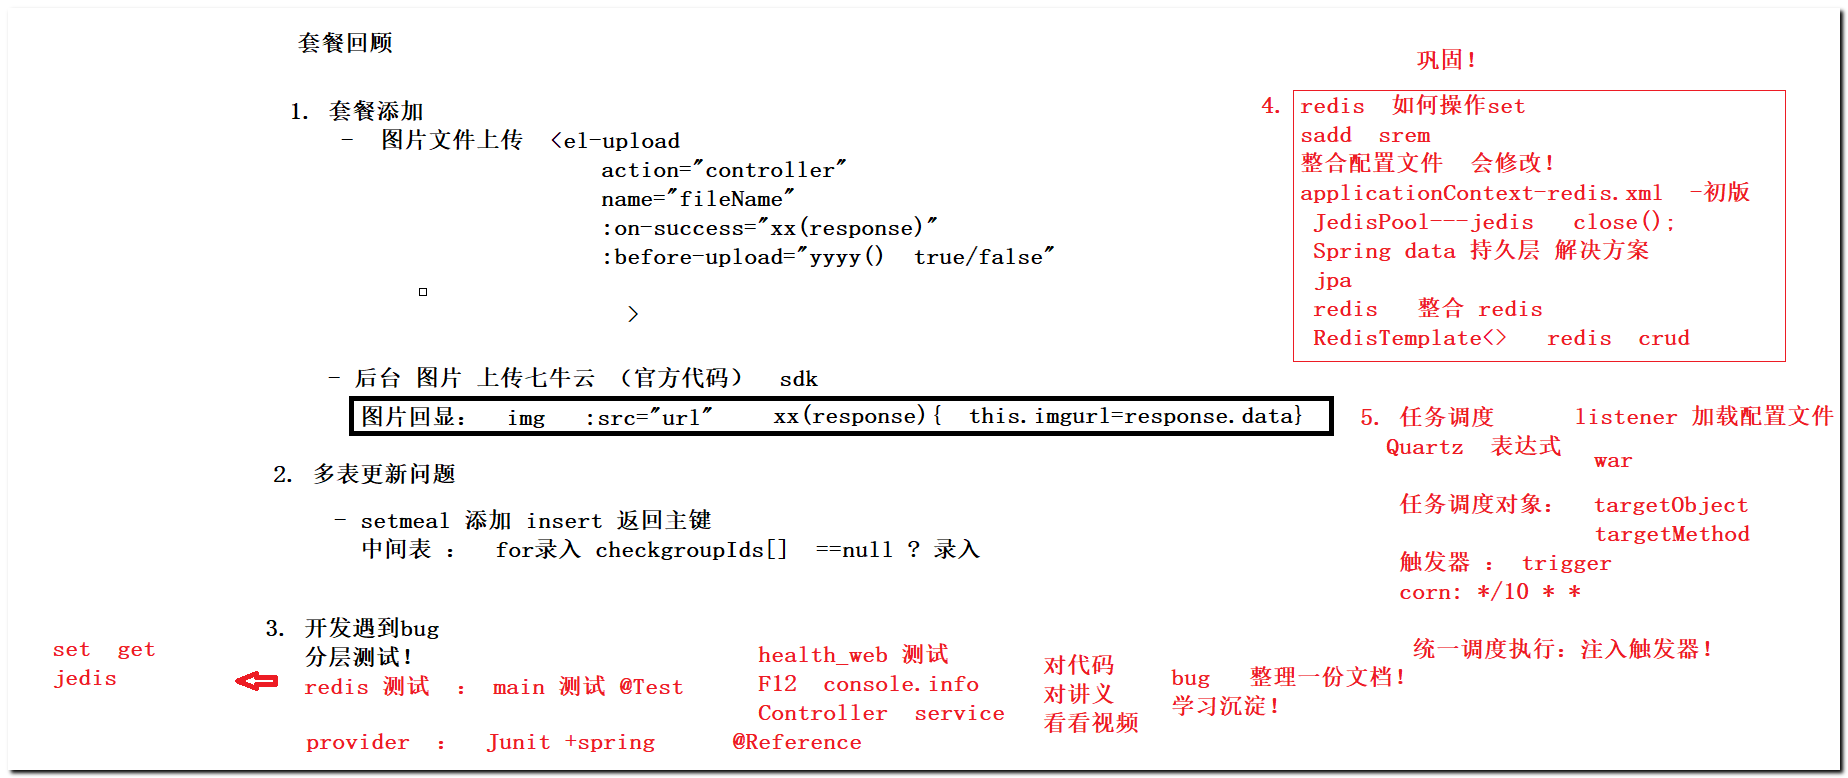 套餐回顾
1. 套餐添加
- 图片文件上传 <el-upload
action="controller"
name="fileName"
:on-success="xx(response)"
:before-upload="yyyy() true/false"
>
- 后台 图片 上传七牛云 （官方代码） sdk
图片回显： img :src="url" xx(response){ this.imgurl=response.data}
2. 多表更新问题
- setmeal 添加 insert 返回主键
中间表 ： for录入 checkgroupIds[] ==null ? 录入
3. 开发遇到bug
分层测试！
redis 测试 ： main 测试 @Test
provider ： Junit +spring @Reference
set get
jedis
health_web 测试
F12 console.info
Controller service
对代码
对讲义
看看视频
bug 整理一份文档！
学习沉淀！
巩固！
4. redis 如何操作set
sadd srem
整合配置文件 会修改！
applicationContext-redis.xml -初版
JedisPool---jedis close();
Spring data 持久层 解决方案
jpa
redis 整合 redis
RedisTemplate<> redis crud
5. 任务调度 listener 加载配置文件
Quartz 表达式
war
任务调度对象： targetObject
targetMethod
触发器 ： trigger
corn: */10 * *
统一调度执行：注入触发器！